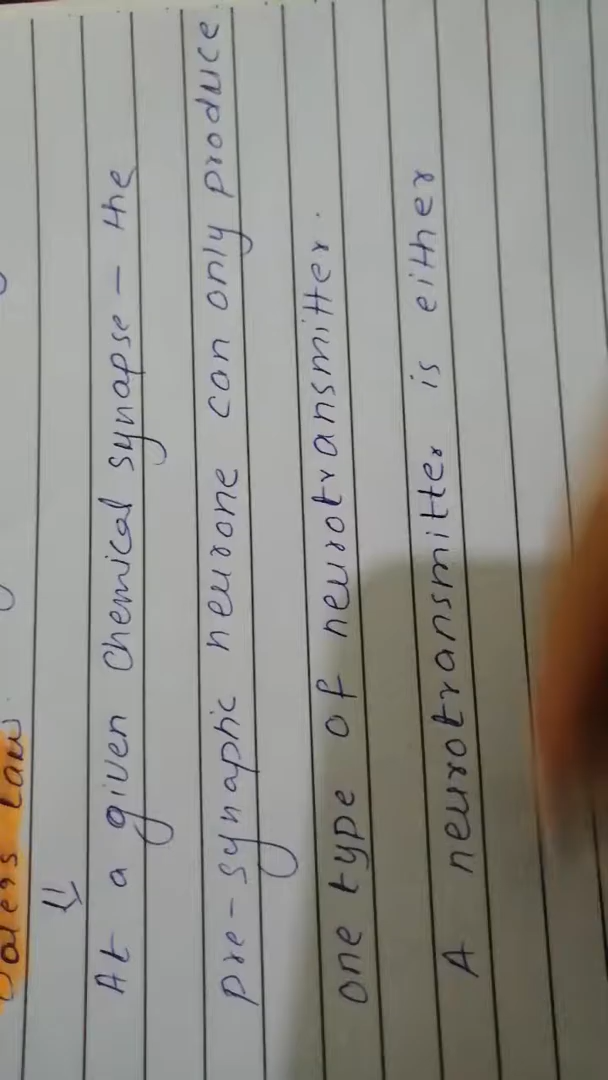 Dales Law
⇓
At a given Chemical synapse - the
pre-synaptic neurone can only produce
one type of neurotransmitter.
A neurotransmitter is either